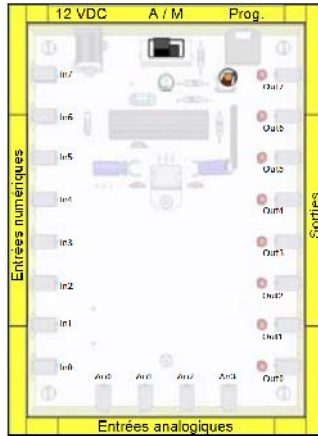 12 VDC A / M Prog.
In7 Out7
In6 Out6
In5 Out5
In4 Out4
In3 Out3
In2 Out2
In1 Out1
In0 Out0
An0 An1 An2 An3
Entrées numériques
Sorties
Entrées analogiques